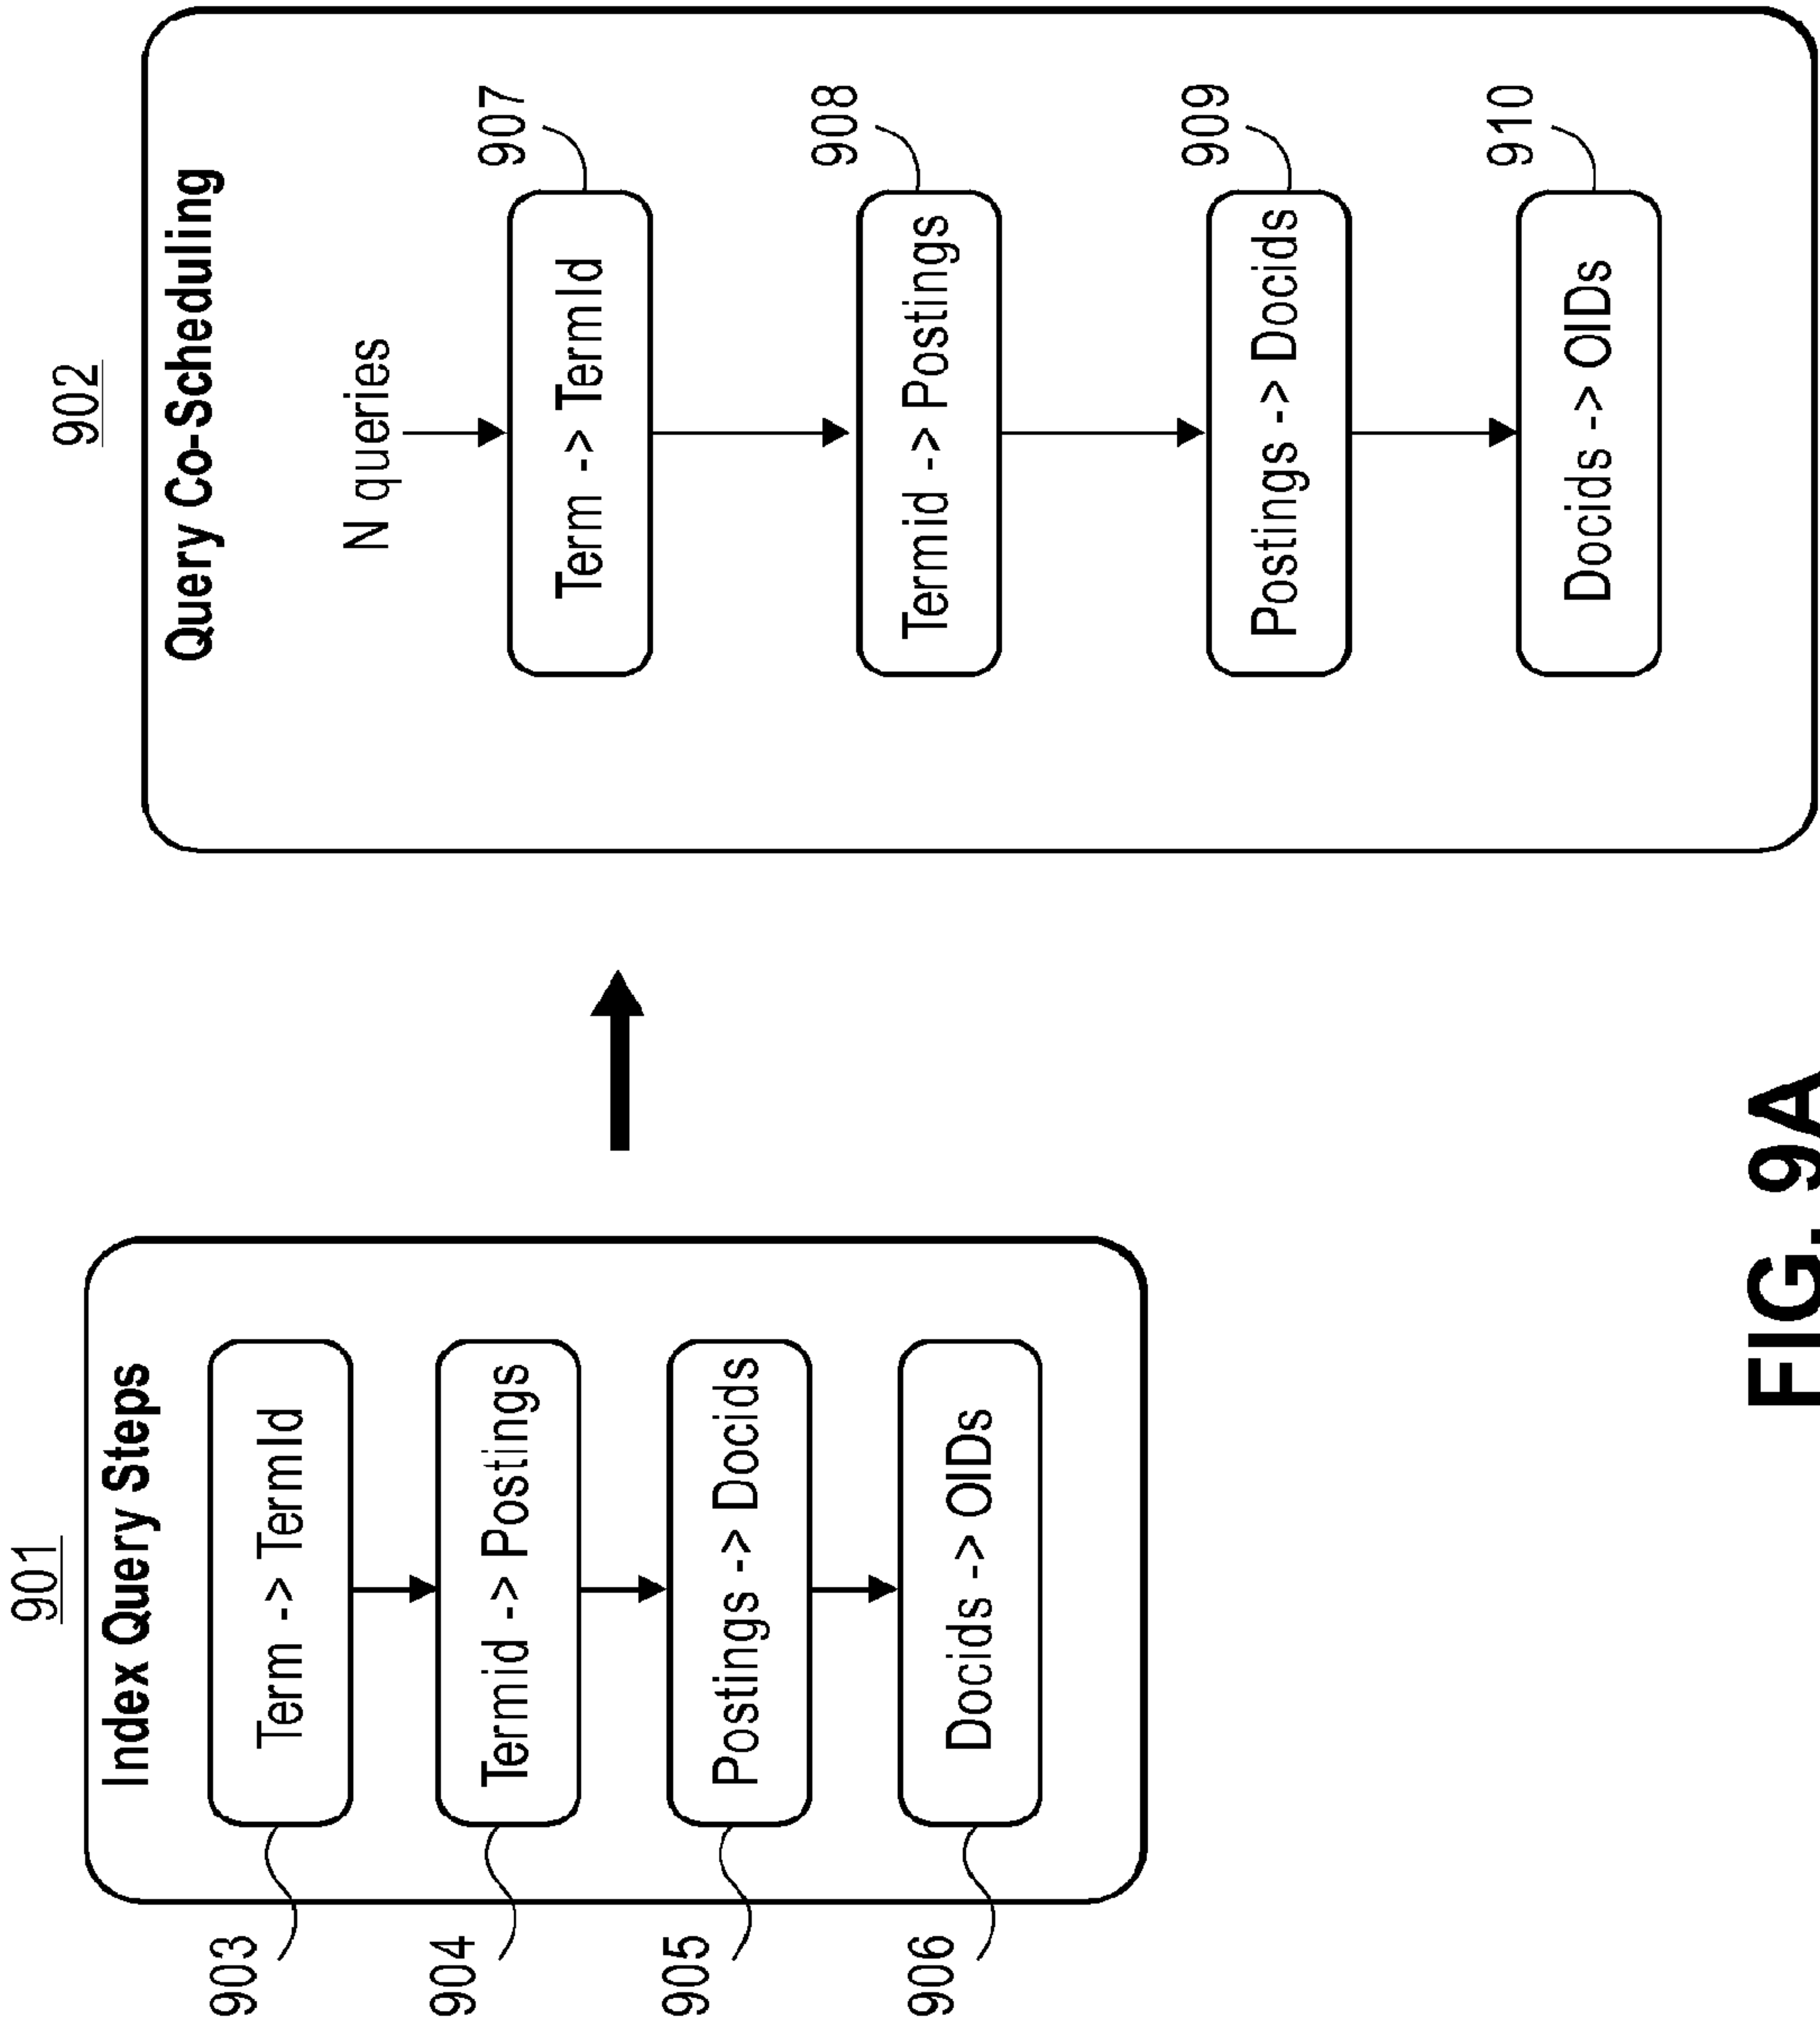 901
Index Query Steps
903
Term -> TermId
904
Termid -> Postings
905
Postings -> Docids
906
Docids -> OIDs
902
Query Co-Scheduling
N queries
907
Term -> TermId
908
Termid -> Postings
909
Postings -> Docids
910
Docids -> OIDs
FIG. 9A